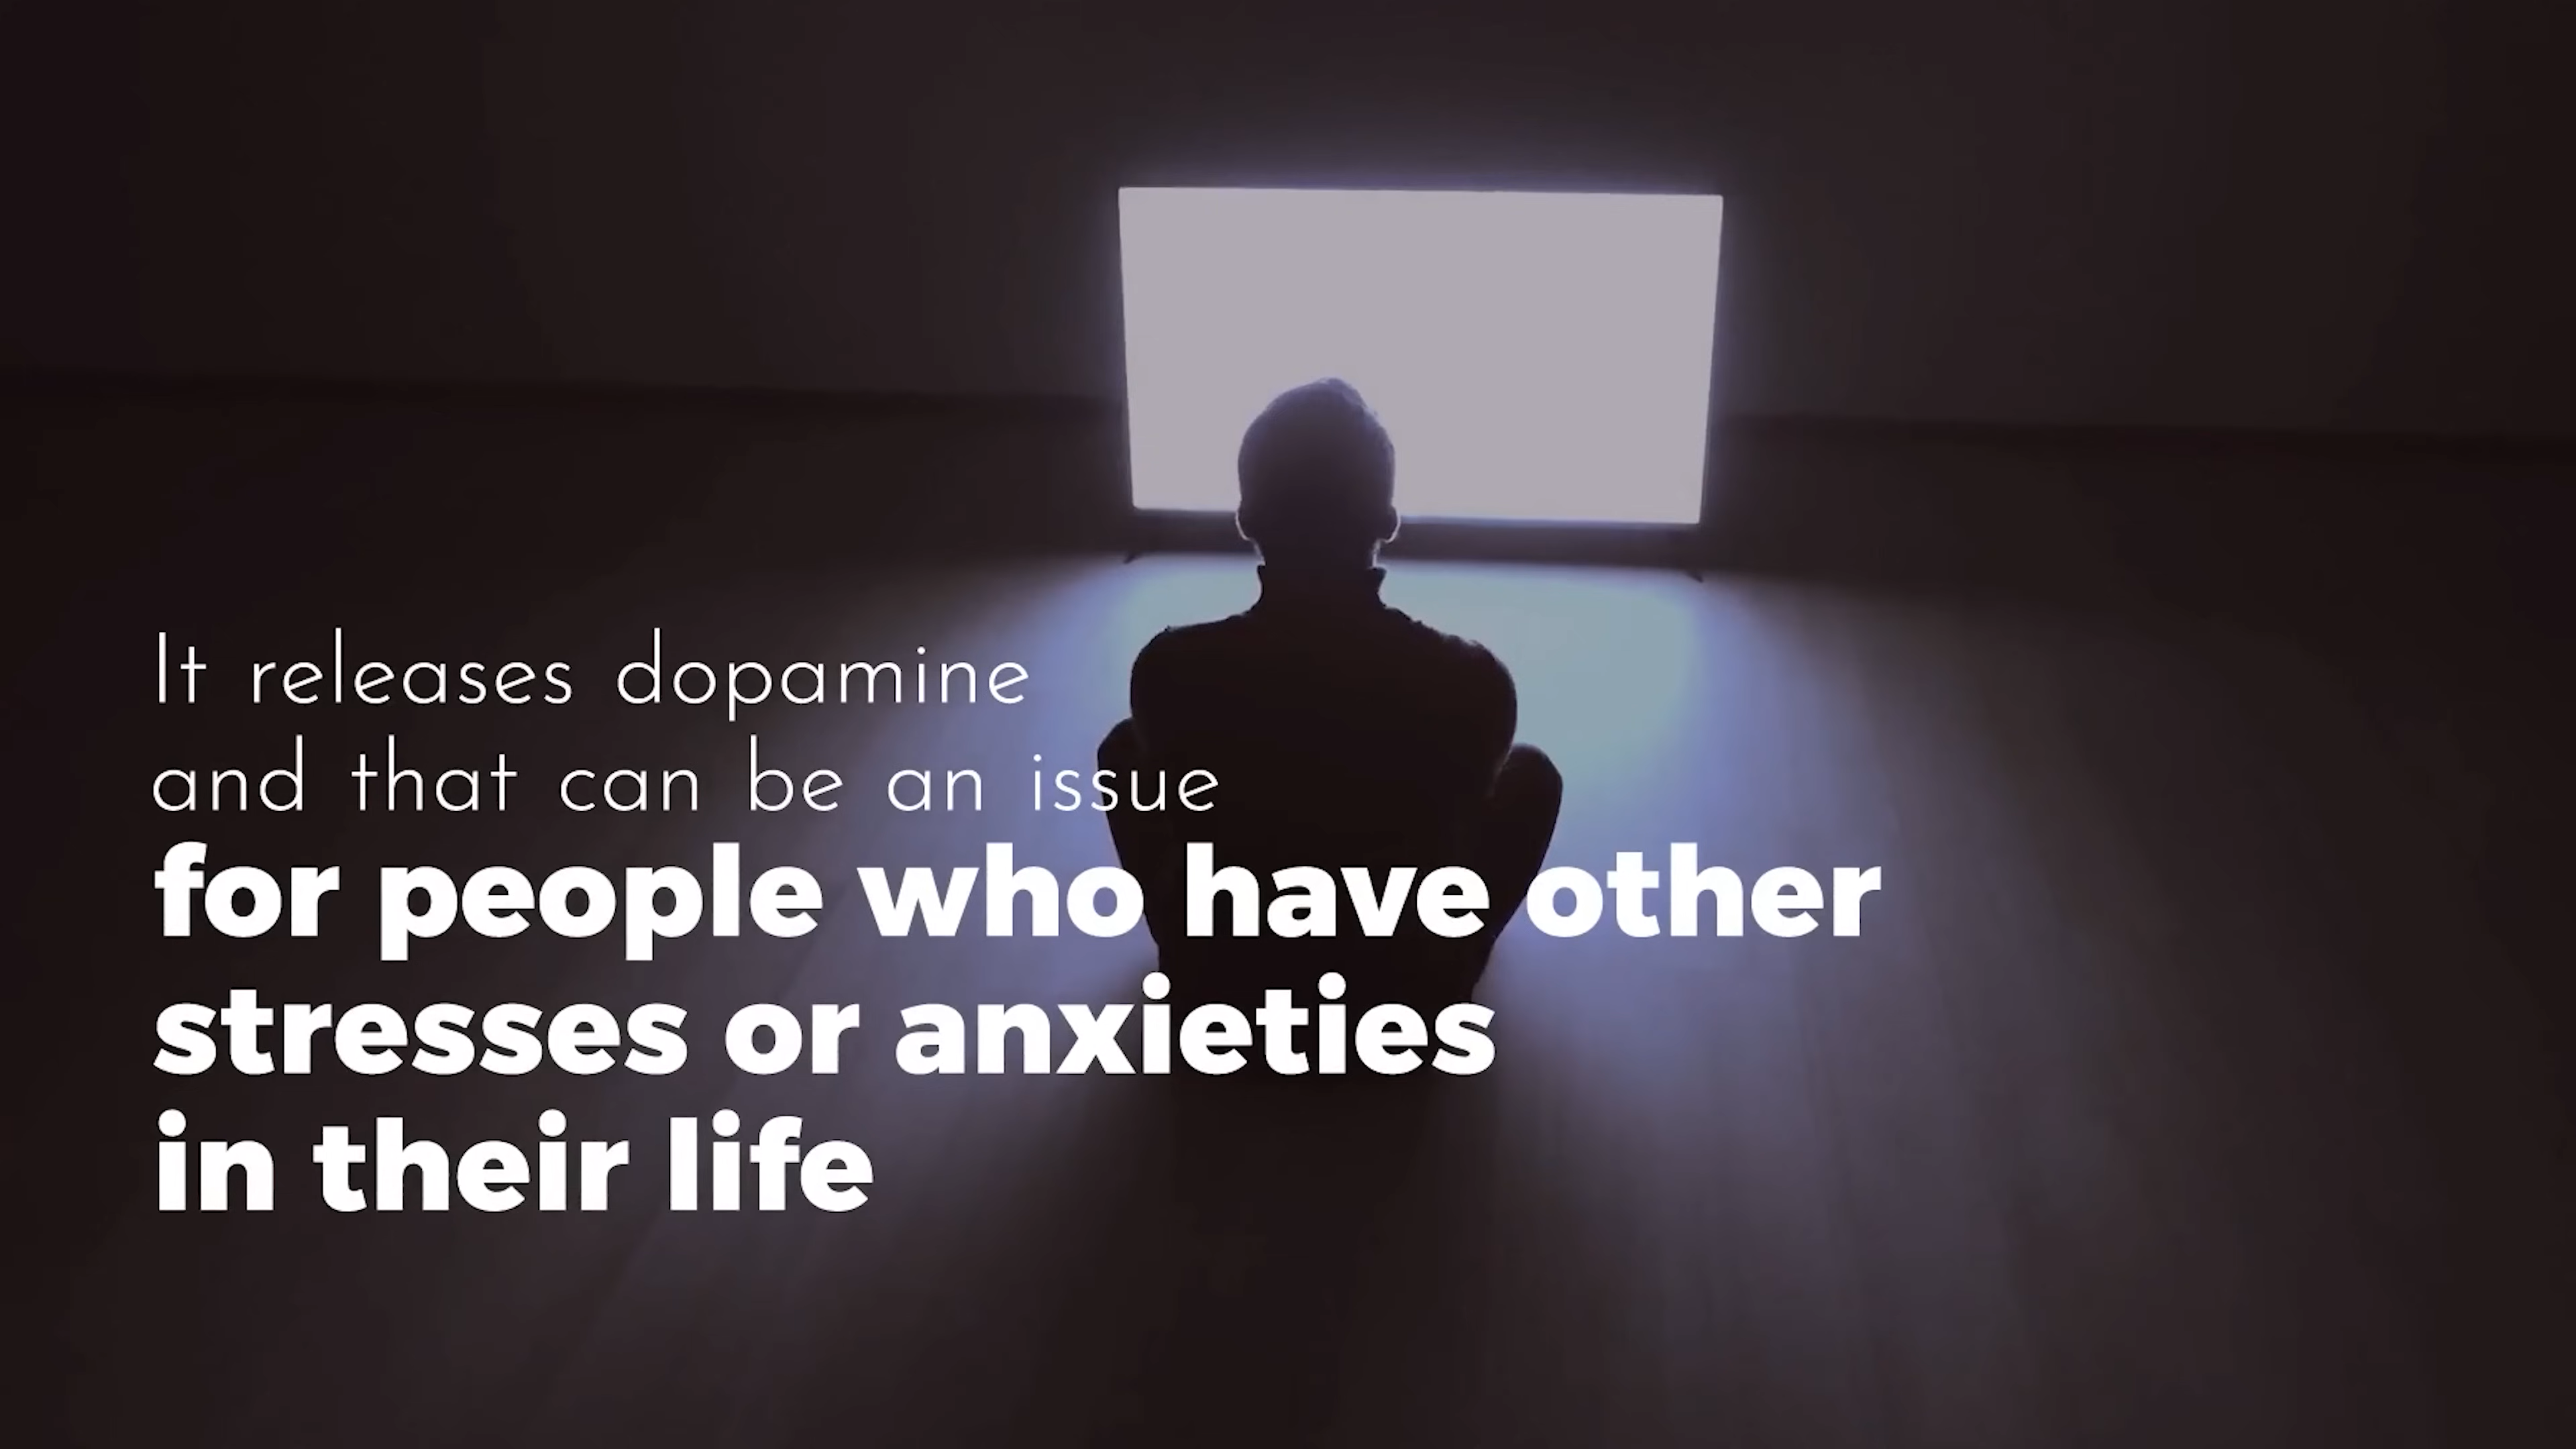 It releases dopamine
and that can be an issue
for people who have other
stresses or anxieties
in their life